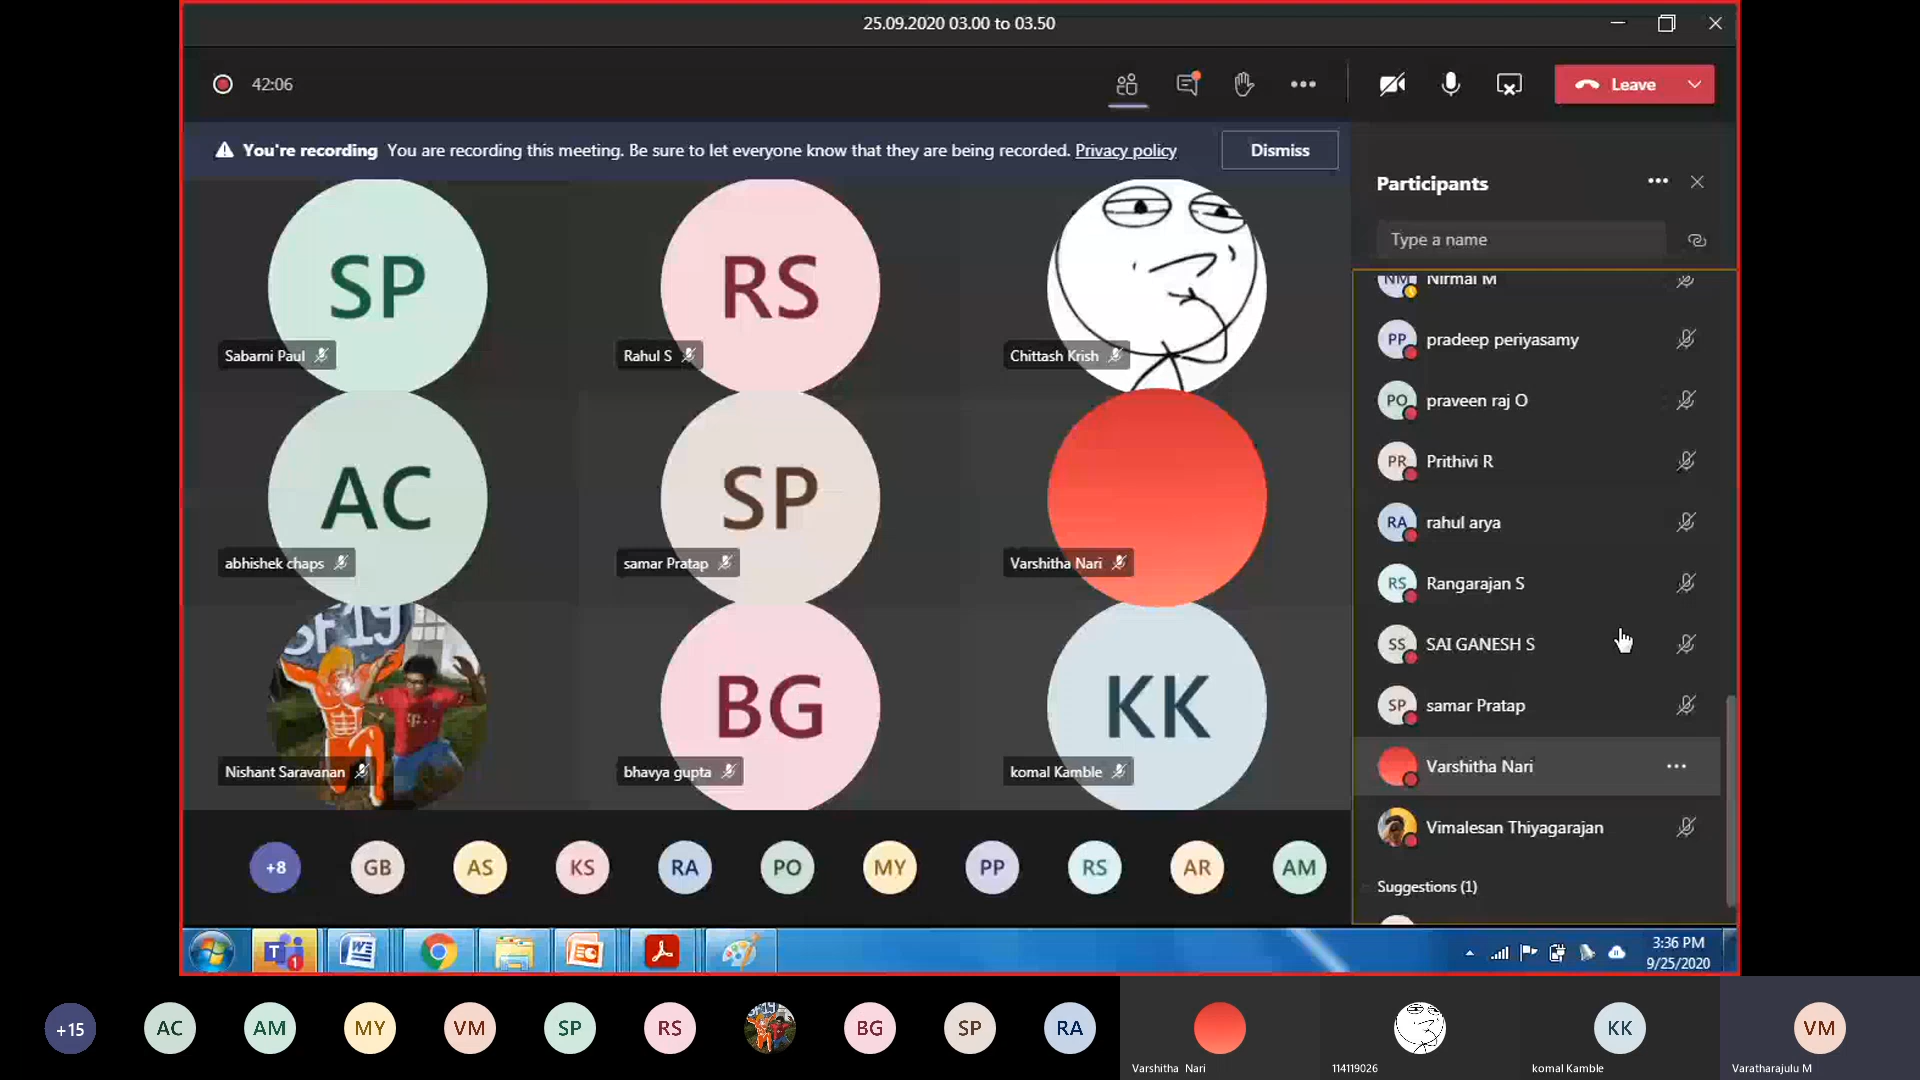 25.09.2020 03.00 to 03.50
42:06
Leave
You're recording You are recording this meeting. Be sure to let everyone know that they are being recorded. Privacy policy
Dismiss
Participants
Type a name
SP
Sabarni Paul
RS
Rahul S
Chittash Krish
AC
abhishek chaps
SP
samar Pratap
Varshitha Nari
SF19
Nishant Saravanan
BG
bhavya gupta
KK
komal Kamble
NM Nirmal M
PP pradeep periyasamy
PO praveen raj O
PR Prithivi R
RA rahul arya
RS Rangarajan S
SS SAI GANESH S
SP samar Pratap
Varshitha Nari
Vimalesan Thiyagarajan
Suggestions (1)
+8 GB AS KS RA PO MY PP RS AR AM
1
3:36 PM
9/25/2020
+15 AC AM MY VM SP RS BG SP RA KK VM
Varshitha Nari 114119026 komal Kamble Varatharajulu M